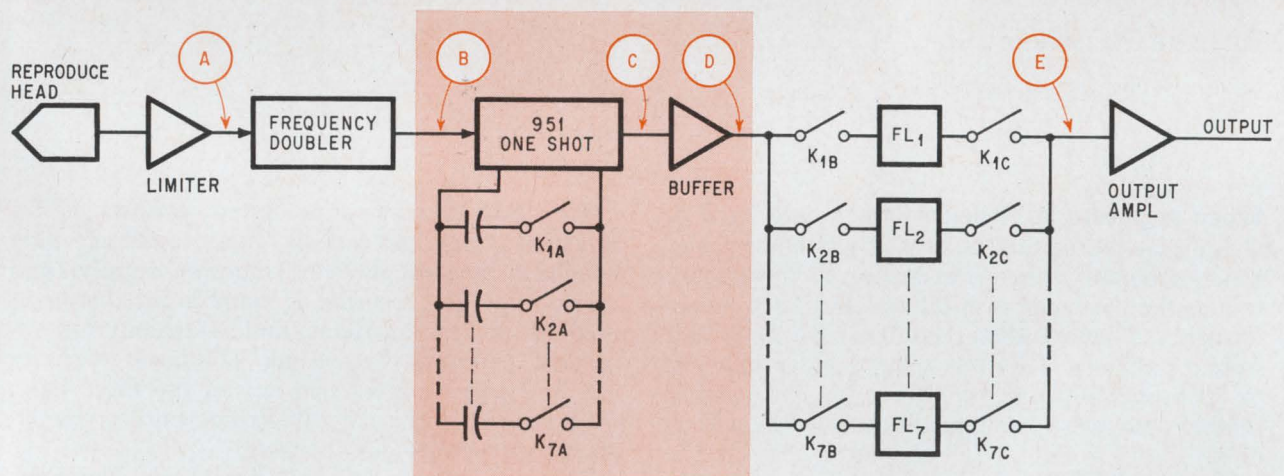 REPRODUCE
HEAD
A
LIMITER
FREQUENCY
DOUBLER
B
951
ONE SHOT
C
D
BUFFER
K1A
K2A
K7A
K1B
FL1
K1C
K2B
FL2
K2C
K7B
FL7
K7C
E
OUTPUT
AMPL
OUTPUT